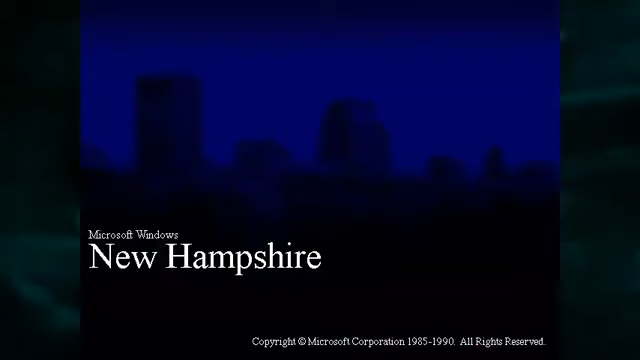 Microsoft Windows
New Hampshire
Copyright © Microsoft Corporation 1985-1990. All Rights Reserved.